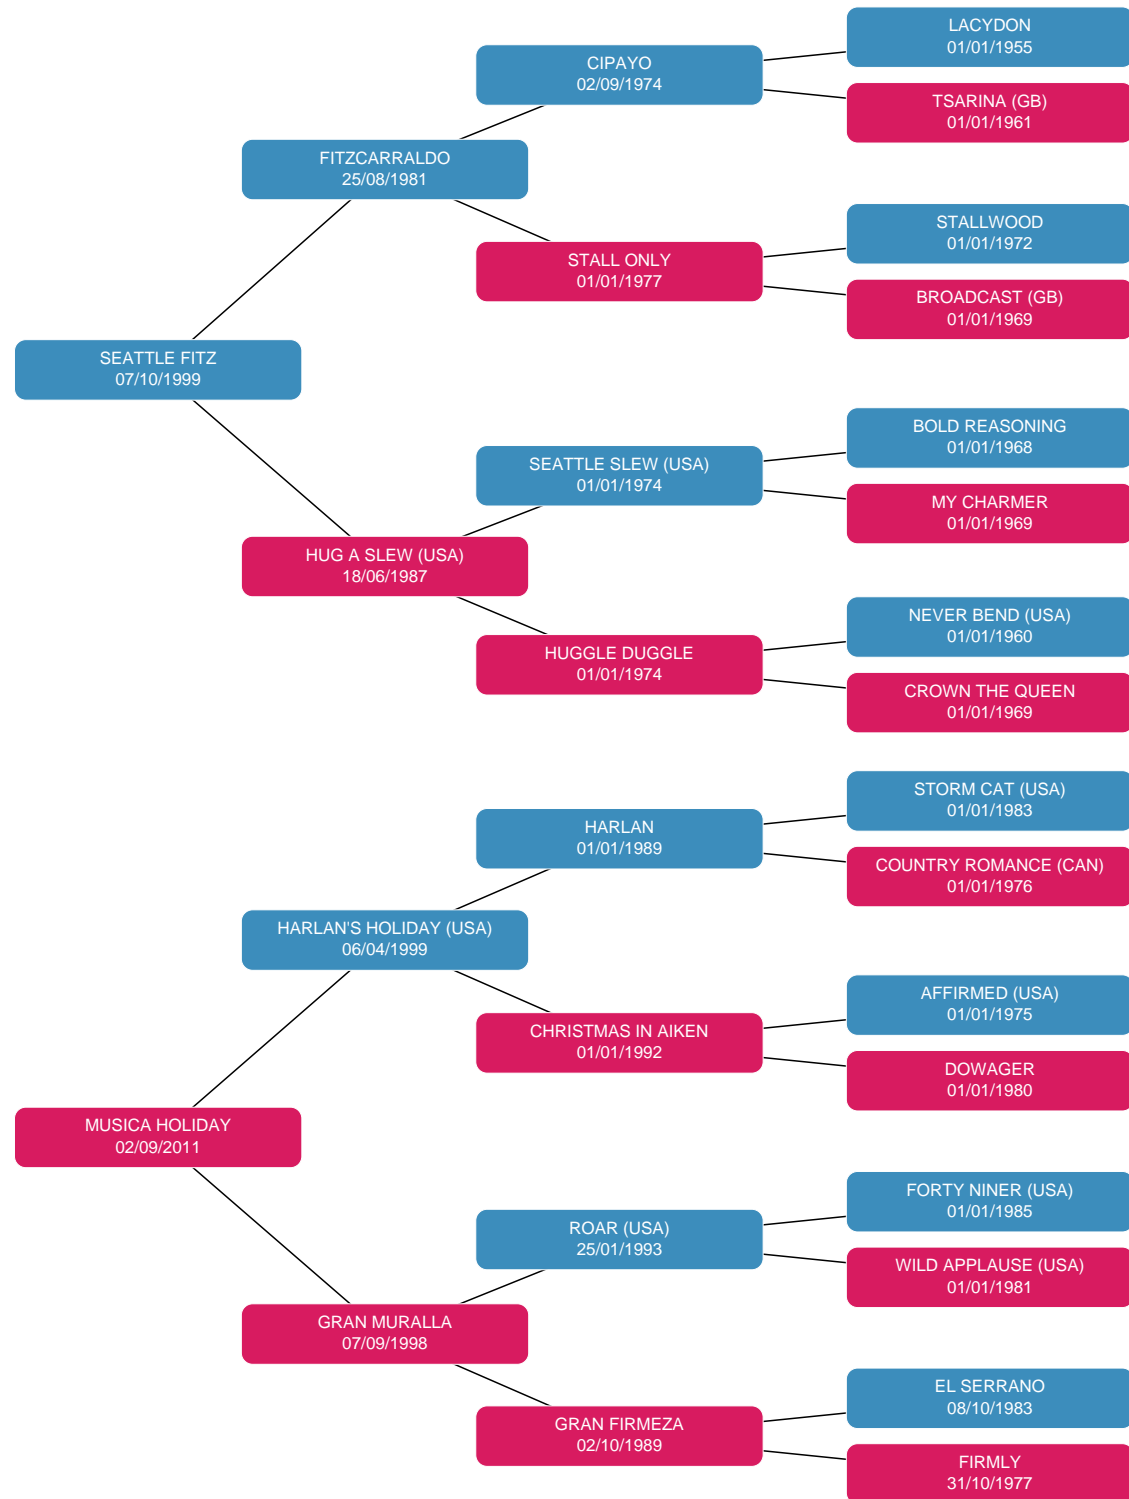 LACYDON
01/01/1955
CIPAYO
02/09/1974
TSARINA (GB)
01/01/1961
FITZCARRALDO
25/08/1981
STALLWOOD
01/01/1972
STALL ONLY
01/01/1977
BROADCAST (GB)
01/01/1969
SEATTLE FITZ
07/10/1999
BOLD REASONING
01/01/1968
SEATTLE SLEW (USA)
01/01/1974
MY CHARMER
01/01/1969
HUG A SLEW (USA)
18/06/1987
NEVER BEND (USA)
01/01/1960
HUGGLE DUGGLE
01/01/1974
CROWN THE QUEEN
01/01/1969
STORM CAT (USA)
01/01/1983
HARLAN
01/01/1989
COUNTRY ROMANCE (CAN)
01/01/1976
HARLAN'S HOLIDAY (USA)
06/04/1999
AFFIRMED (USA)
01/01/1975
CHRISTMAS IN AIKEN
01/01/1992
DOWAGER
01/01/1980
MUSICA HOLIDAY
02/09/2011
FORTY NINER (USA)
01/01/1985
ROAR (USA)
25/01/1993
WILD APPLAUSE (USA)
01/01/1981
GRAN MURALLA
07/09/1998
EL SERRANO
08/10/1983
GRAN FIRMEZA
02/10/1989
FIRMLY
31/10/1977